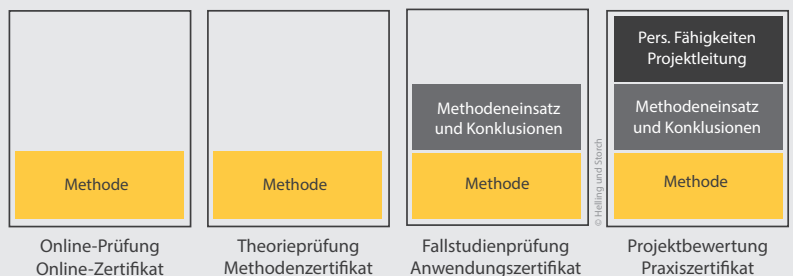 Methode
Online-Prüfung
Online-Zertifikat
Methode
Theorieprüfung
Methodenzertifikat
Methodeneinsatz
und Konklusionen
Methode
Fallstudienprüfung
Anwendungszertifikat
© Helling und Storch
Pers. Fähigkeiten
Projektleitung
Methodeneinsatz
und Konklusionen
Methode
Projektbewertung
Praxiszertifikat